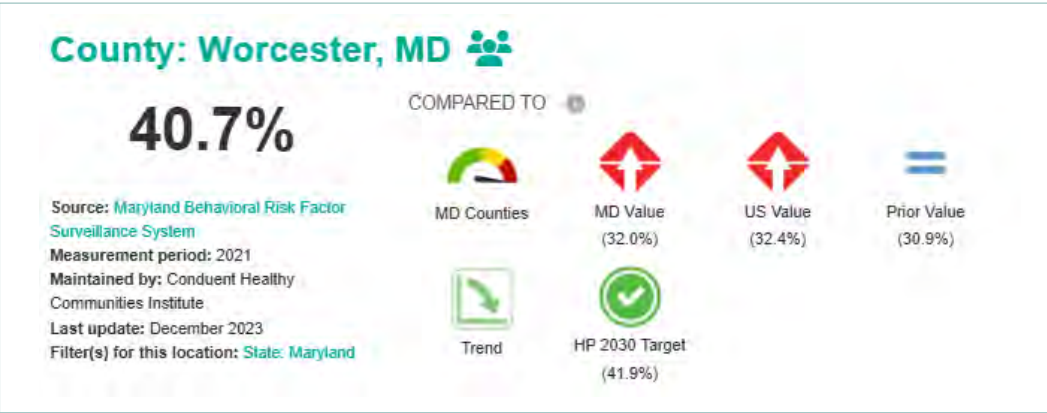 County: Worcester, MD
40.7%
COMPARED TO
MD Counties
MD Value
(32.0%)
US Value
(32.4%)
Prior Value
(30.9%)
Trend
HP 2030 Target
(41.9%)
Source: Maryland Behavioral Risk Factor
Surveillance System
Measurement period: 2021
Maintained by: Conduent Healthy
Communities Institute
Last update: December 2023
Filter(s) for this location: State: Maryland